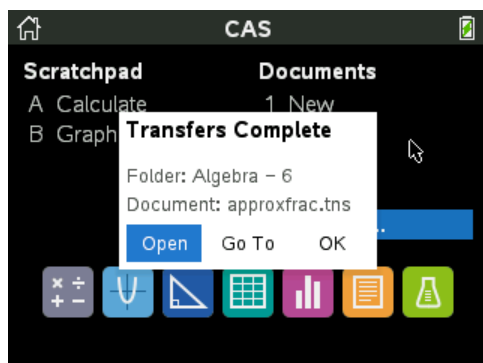 CAS
Scratchpad
Documents
A Calculate
1 New
B Graph
Transfers Complete
Folder: Algebra – 6
Document: approxfrac.tns
..
Open Go To OK